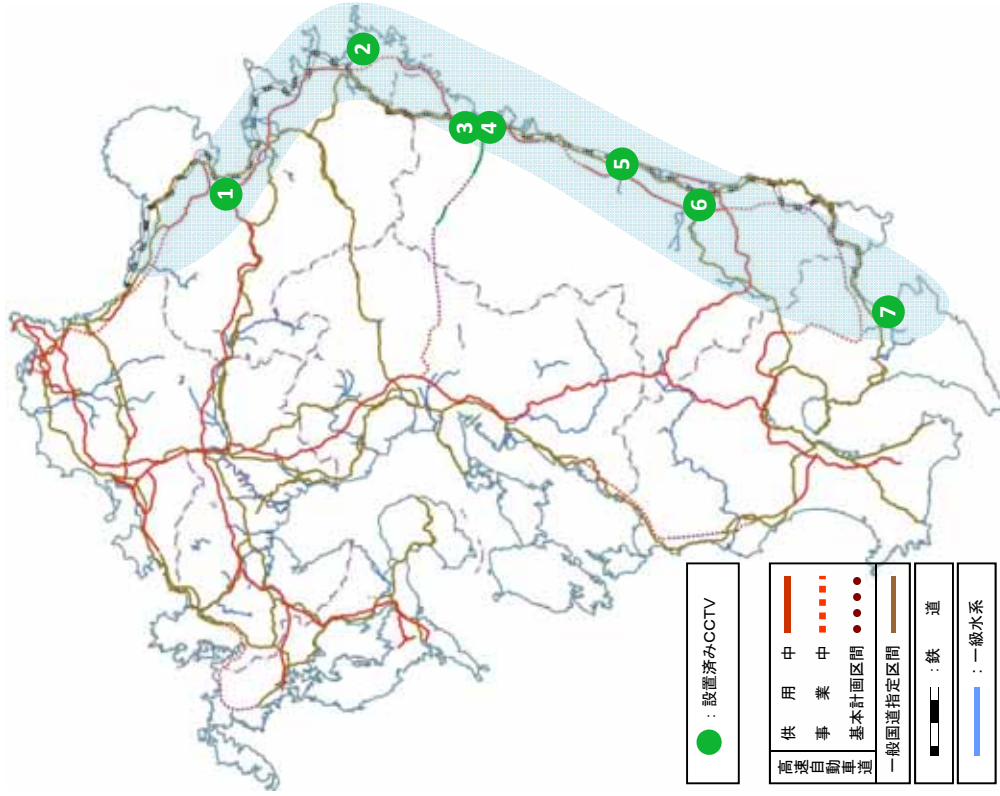 1
2
3
4
5
6
7
：設置済みCCTV
高速自動車道
供用中
事業中
基本計画区間
一般国道指定区間
：鉄道
：一級水系